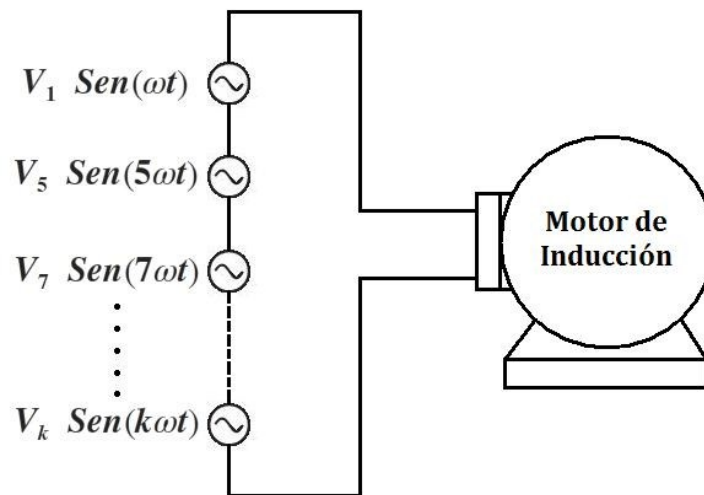 V₁ Sen(ωt)
V₅ Sen(5ωt)
V₇ Sen(7ωt)
Vₖ Sen(kωt)
Motor de
Inducción